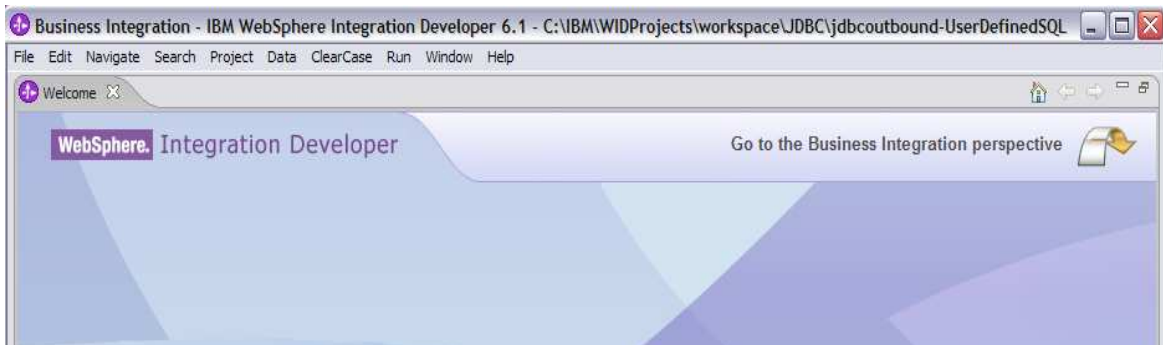 Business Integration - IBM WebSphere Integration Developer 6.1 - C:\IBM\WIDProjects\workspace\JDBC\jdbcoutbound-UserDefinedSQL
File Edit Navigate Search Project Data ClearCase Run Window Help
Welcome
WebSphere. Integration Developer
Go to the Business Integration perspective